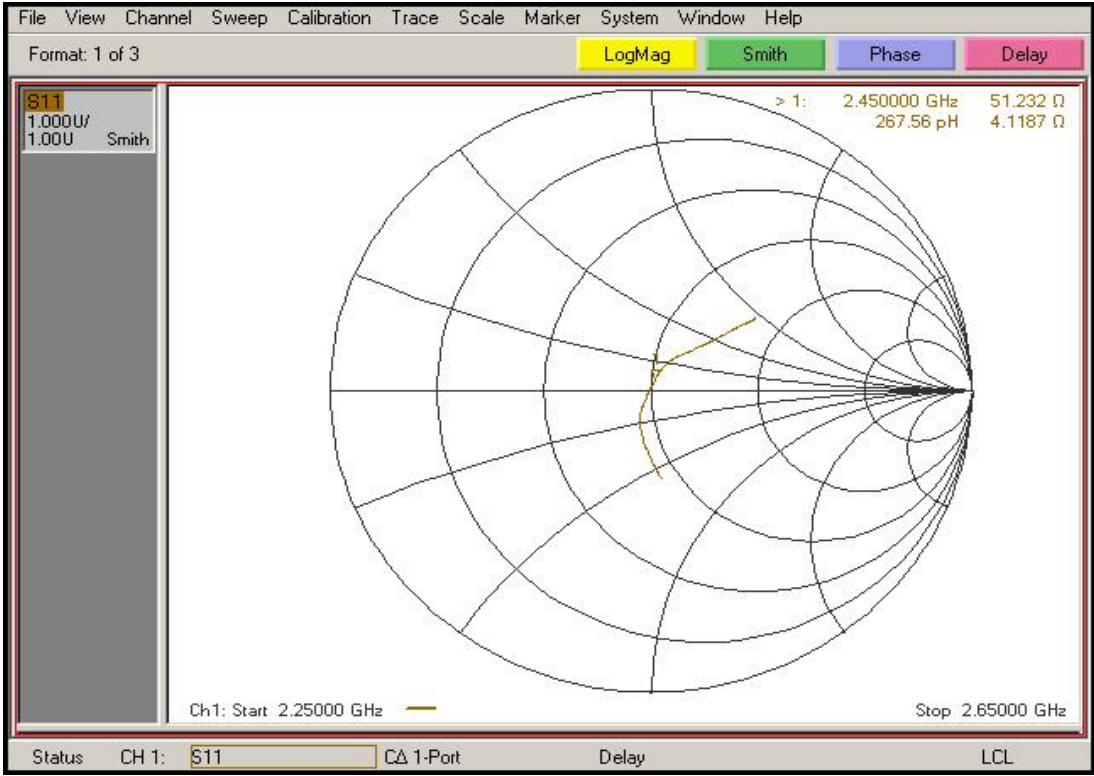 File View Channel Sweep Calibration Trace Scale Marker System Window Help
Format: 1 of 3 LogMag Smith Phase Delay
S11
1.000U/
1.00U Smith
> 1: 2.450000 GHz 51.232 Ω
267.56 pH 4.1187 Ω
Ch1: Start 2.25000 GHz Stop 2.65000 GHz
Status CH 1: S11 CΔ 1-Port Delay LCL